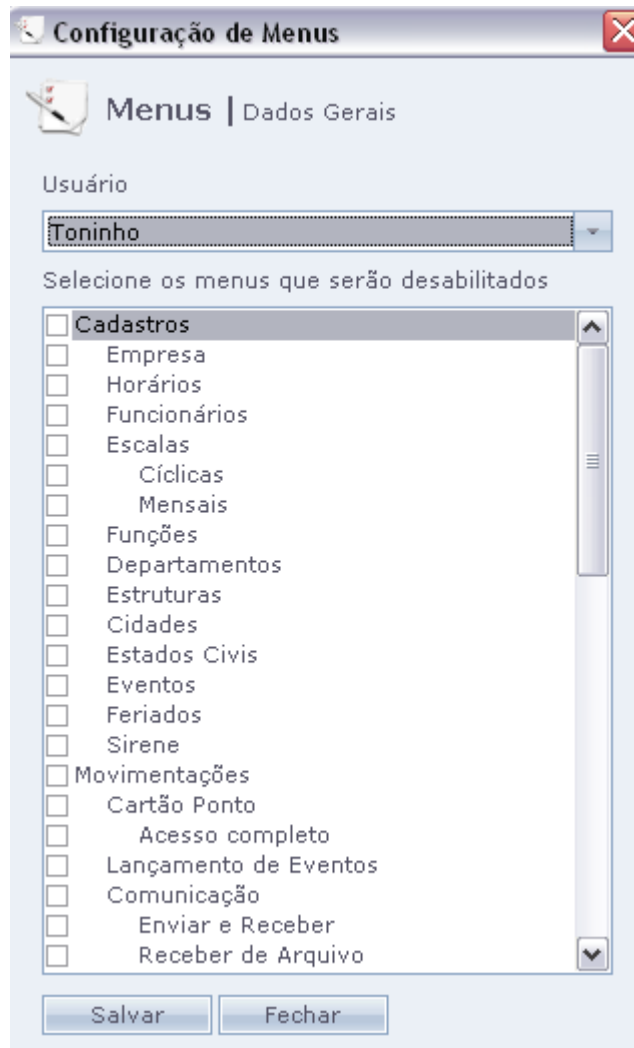 Configuração de Menus
Menus | Dados Gerais
Usuário
Toninho
Selecione os menus que serão desabilitados
Cadastros
Empresa
Horários
Funcionários
Escalas
Cíclicas
Mensais
Funções
Departamentos
Estruturas
Cidades
Estados Civis
Eventos
Feriados
Sirene
Movimentações
Cartão Ponto
Acesso completo
Lançamento de Eventos
Comunicação
Enviar e Receber
Receber de Arquivo
Salvar Fechar